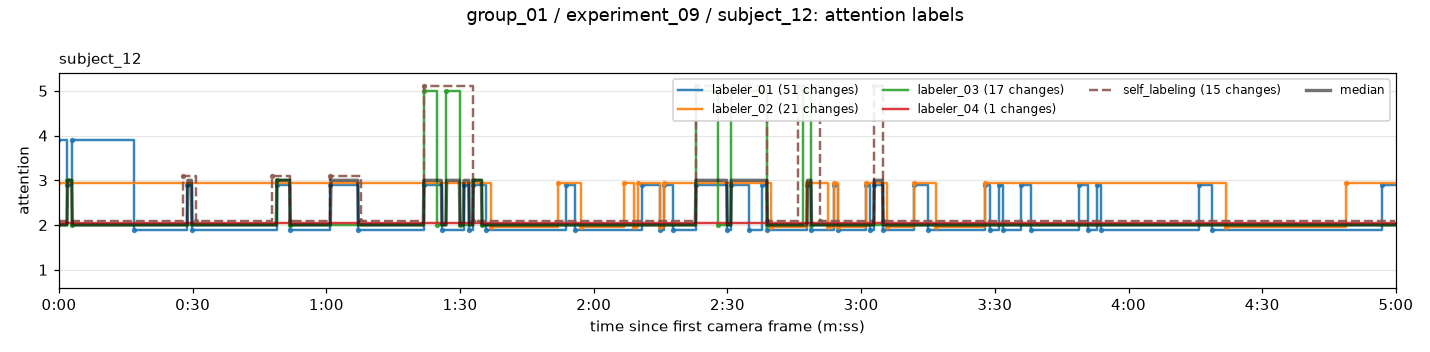 group_01 / experiment_09 / subject_12: attention labels
subject_12
labeler_01 (51 changes)
labeler_02 (21 changes)
labeler_03 (17 changes)
labeler_04 (1 changes)
self_labeling (15 changes)
median
attention
5
4
3
2
1
0:00 0:30 1:00 1:30 2:00 2:30 3:00 3:30 4:00 4:30 5:00
time since first camera frame (m:ss)